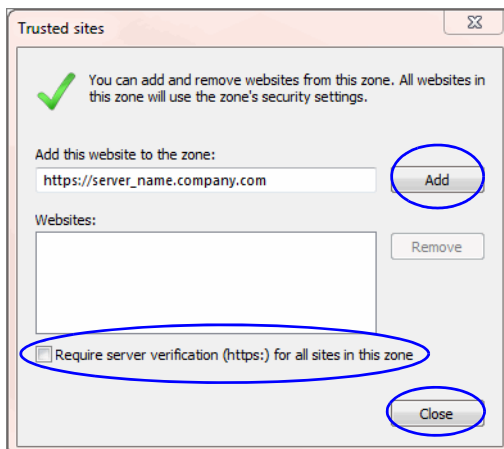 Trusted sites
You can add and remove websites from this zone. All websites in
this zone will use the zone's security settings.
Add this website to the zone:
https://server_name.company.com
Add
Websites:
Remove
Require server verification (https:) for all sites in this zone
Close